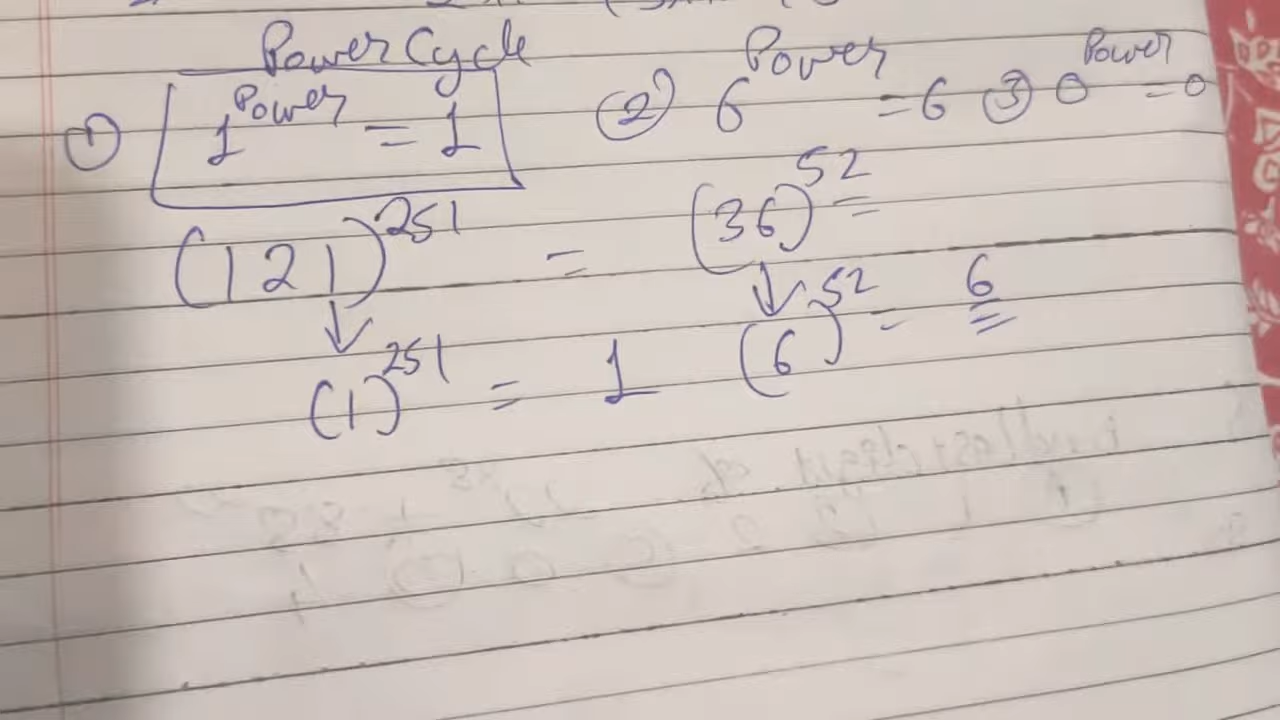 Power Cycle
① 1^Power = 1 ② 6^Power = 6 ③ 0^Power = 0
(121)^251 = (36)^52 =
(1)^251 = 1 (6)^52 = 6